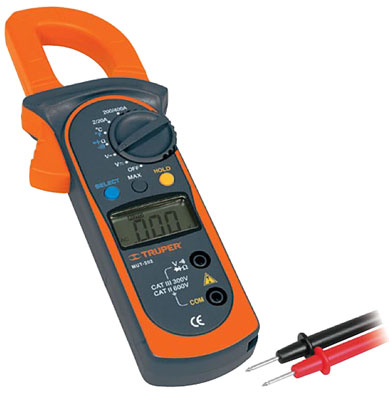 200/400A
2/20A
°C
Ω
V~
V⎓
OFF
SELECT MAX HOLD
0.00
TRUPER
MUT-202
V
Ω
CAT III 300V
CAT II 600V
COM
CE